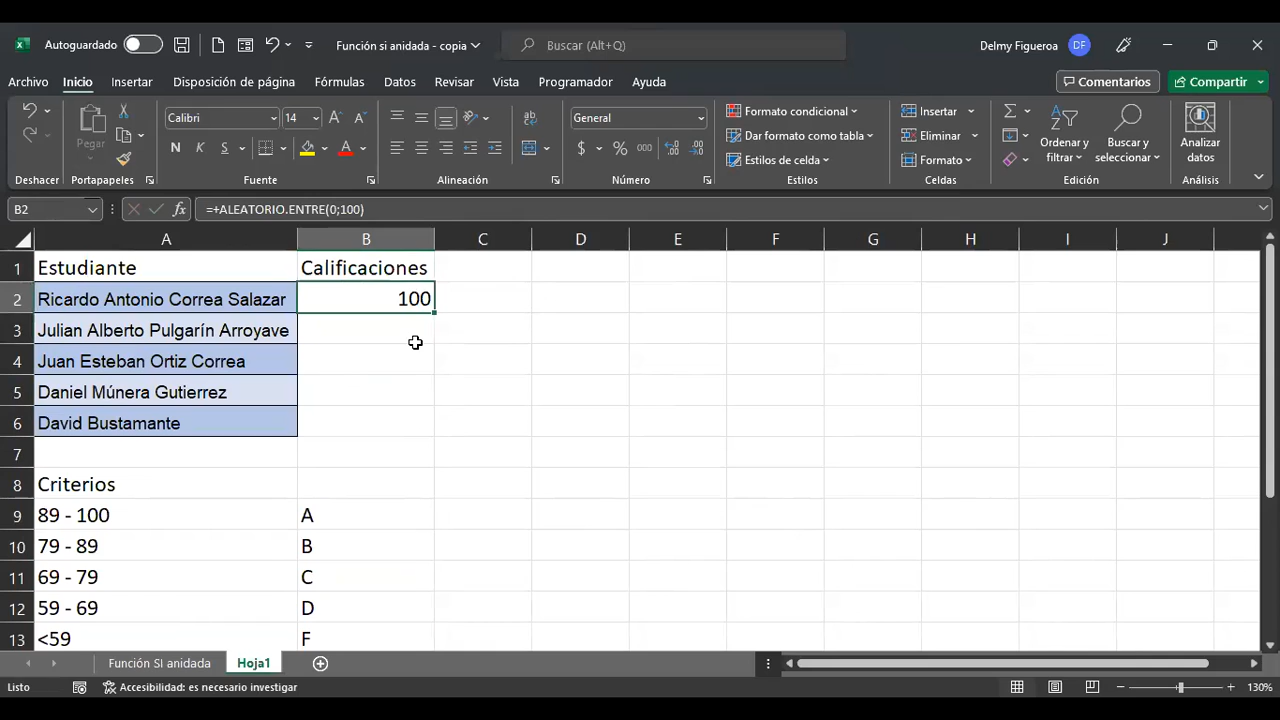 Autoguardado Función si anidada - copia Buscar (Alt+Q) Delmy Figueroa DF
Archivo Inicio Insertar Disposición de página Fórmulas Datos Revisar Vista Programador Ayuda Comentarios Compartir
Pegar
Calibri 14
N K S
ab
General
$ % 000
Formato condicional
Dar formato como tabla
Estilos de celda
Insertar
Eliminar
Formato
Ordenar y filtrar
Buscar y seleccionar
Analizar datos
Deshacer Portapapeles Fuente Alineación Número Estilos Celdas Edición Análisis
B2 fx =+ALEATORIO.ENTRE(0;100)
A B C D E F G H I J
1 Estudiante Calificaciones
2 Ricardo Antonio Correa Salazar 100
3 Julian Alberto Pulgarín Arroyave
4 Juan Esteban Ortiz Correa
5 Daniel Múnera Gutierrez
6 David Bustamante
7
8 Criterios
9 89 - 100 A
10 79 - 89 B
11 69 - 79 C
12 59 - 69 D
13 <59 F
Función SI anidada Hoja1
Listo Accesibilidad: es necesario investigar 130%